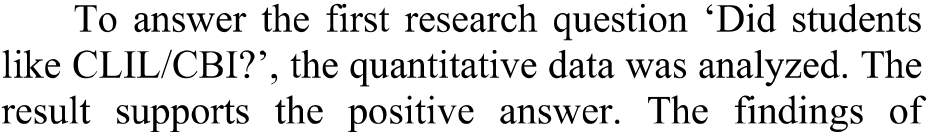 To answer the first research question ‘Did students
like CLIL/CBI?’, the quantitative data was analyzed. The
result supports the positive answer. The findings of